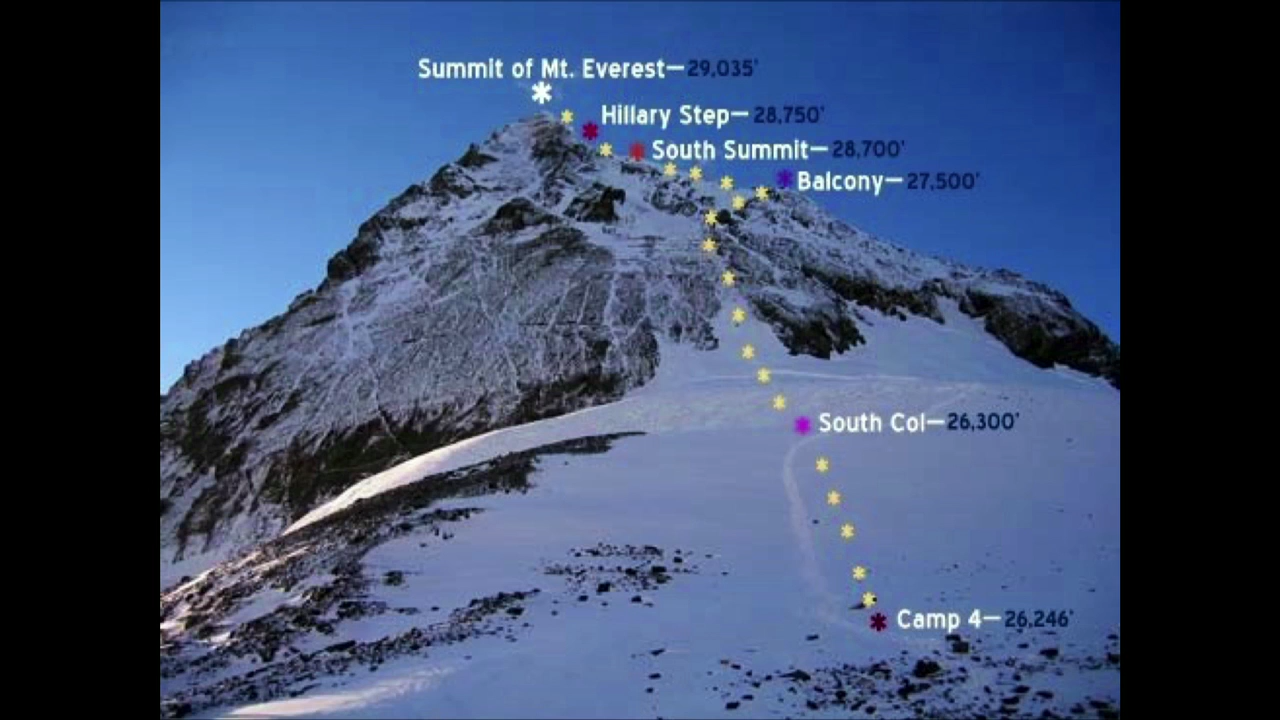 Summit of Mt. Everest—29,035'
Hillary Step—28,750'
South Summit—28,700'
Balcony—27,500'
South Col—26,300'
Camp 4—26,246'